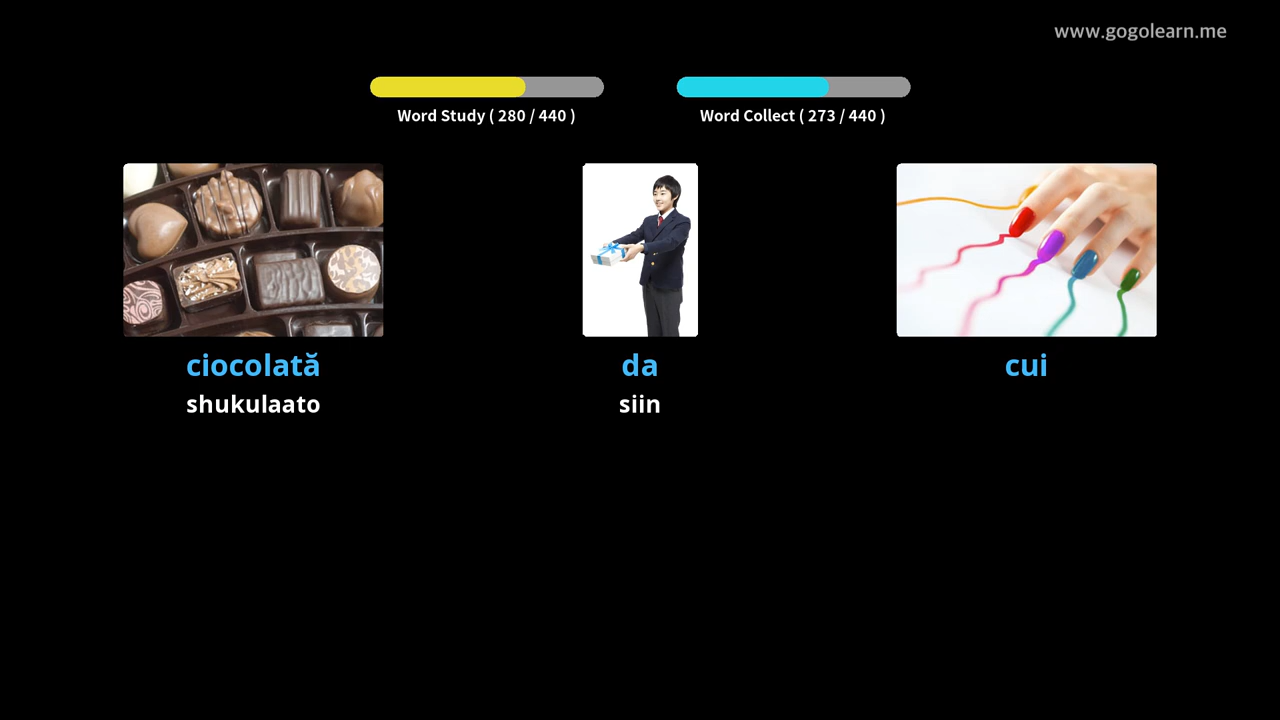 www.gogolearn.me
Word Study ( 280 / 440 )
Word Collect ( 273 / 440 )
ciocolată
da
cui
shukulaato
siin